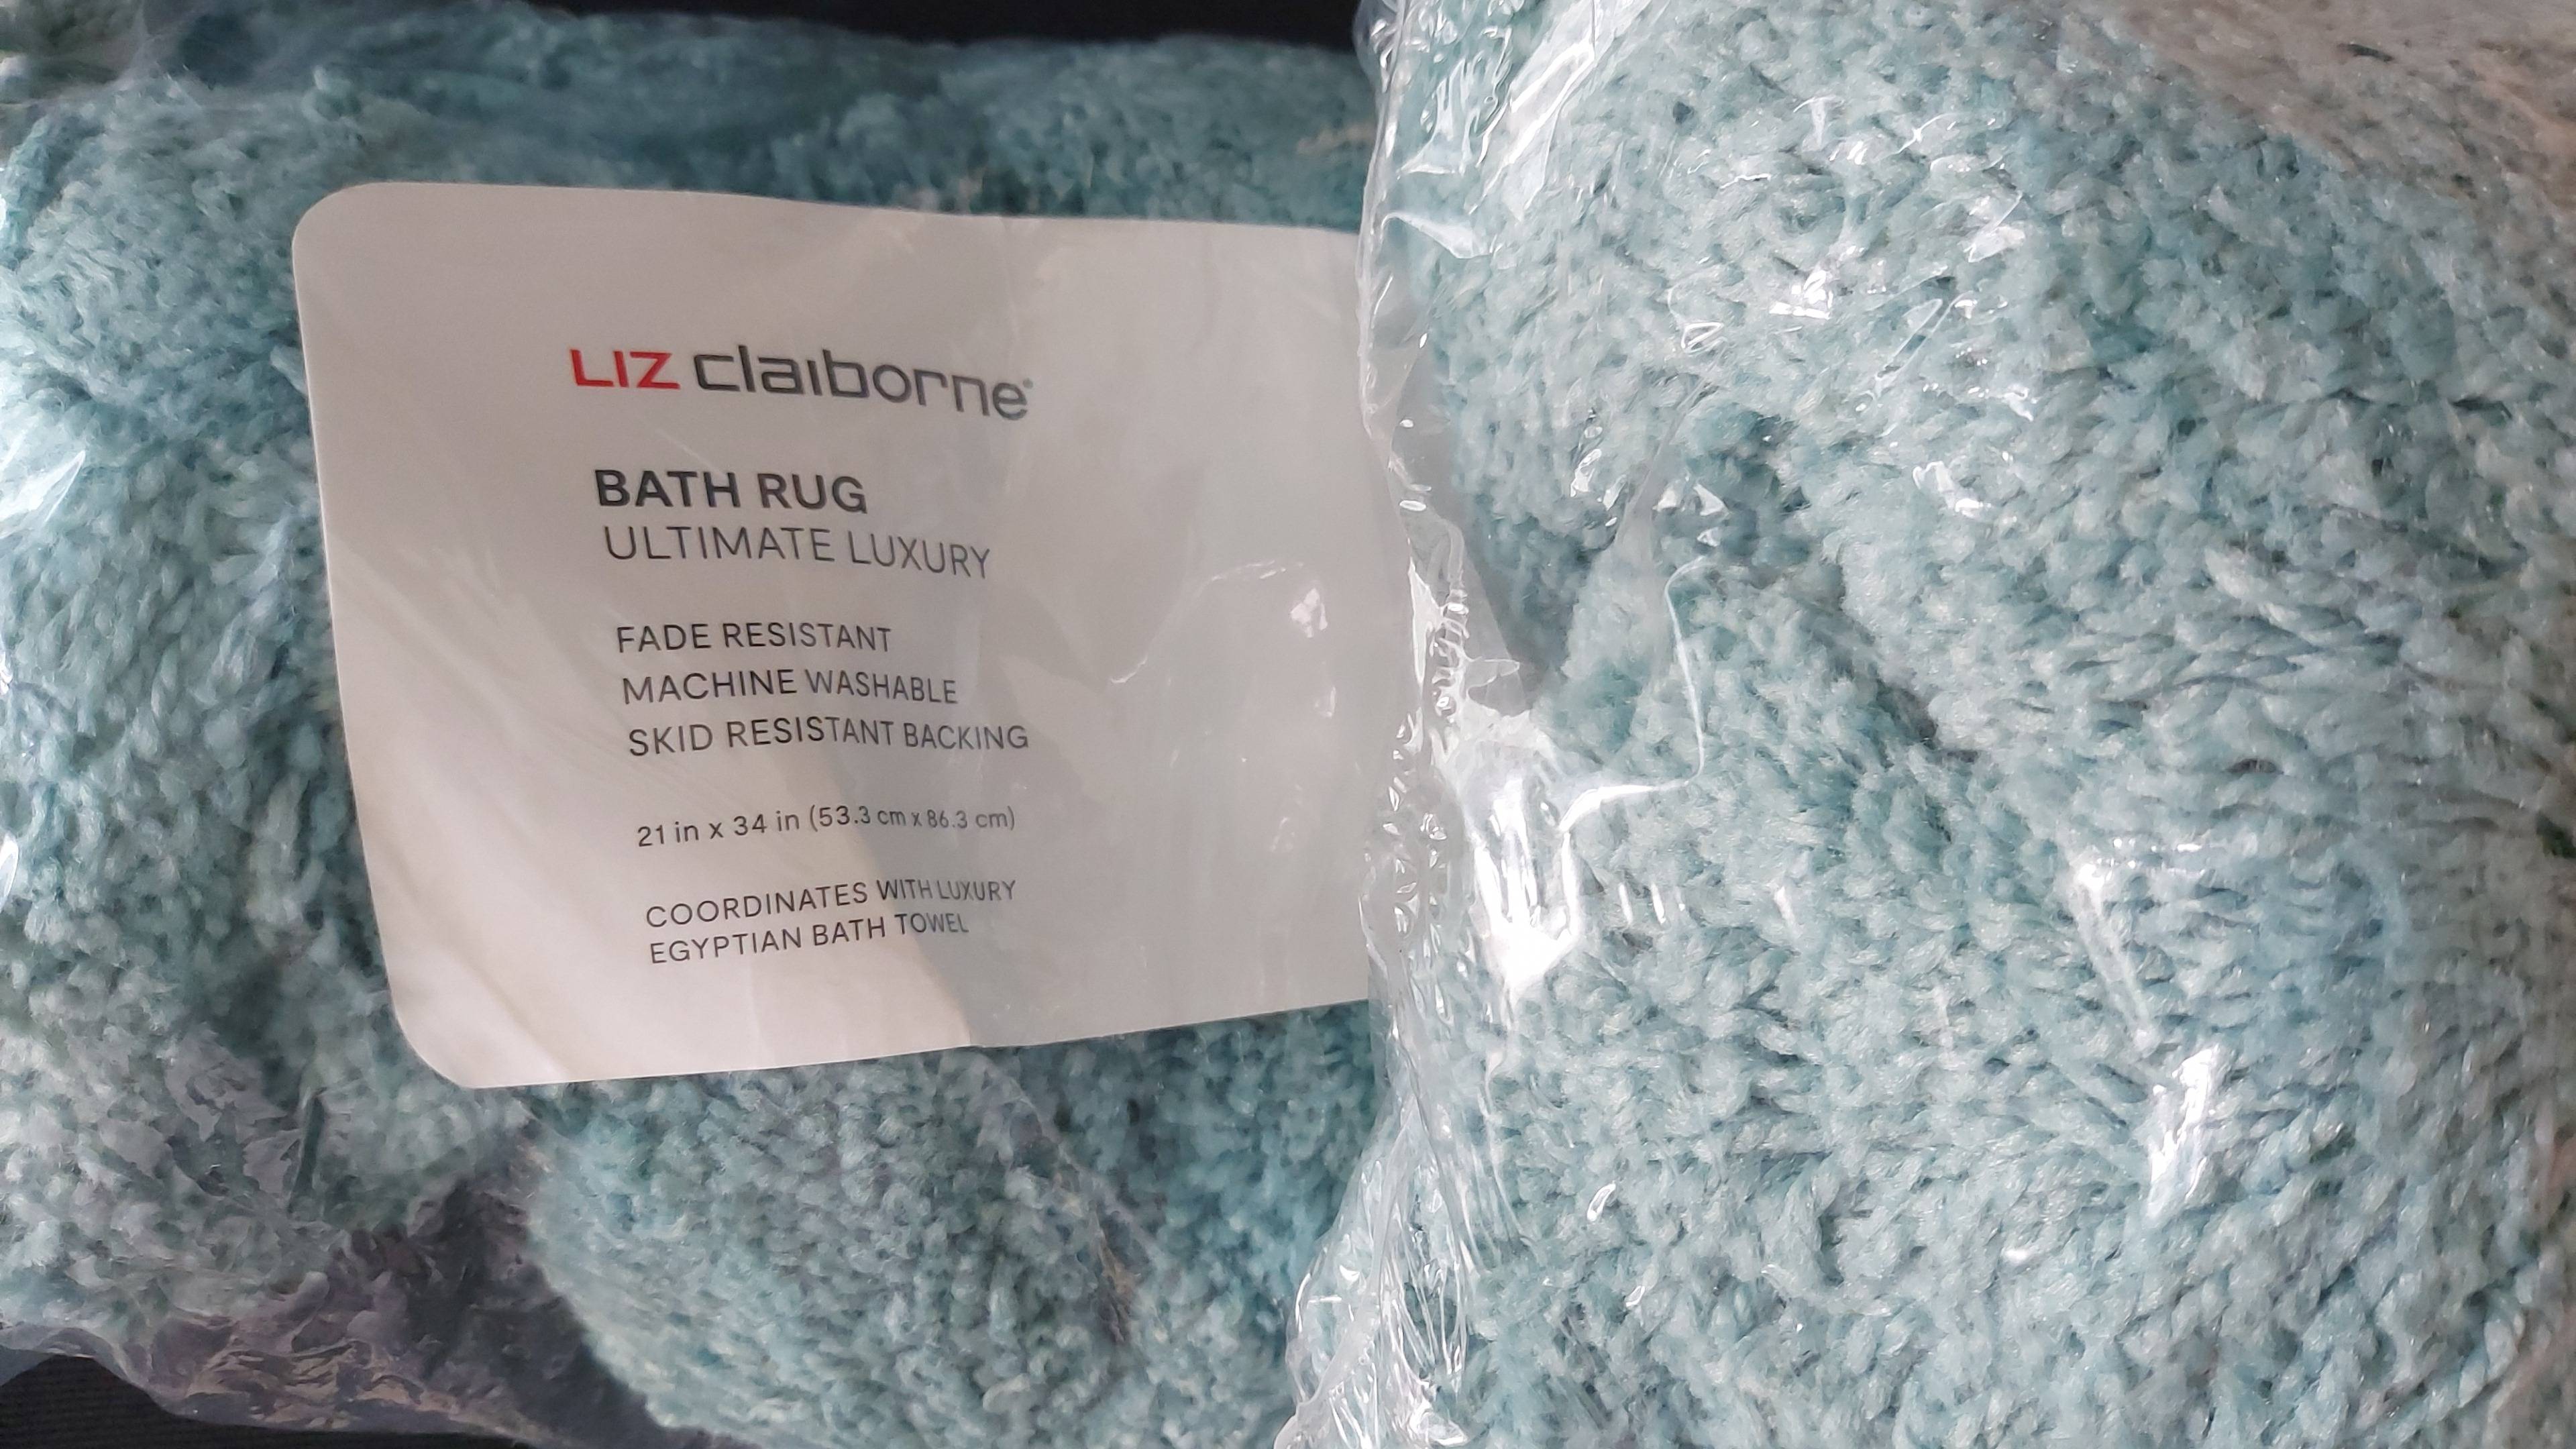 LIZ claiborne®
BATH RUG
ULTIMATE LUXURY
FADE RESISTANT
MACHINE WASHABLE
SKID RESISTANT BACKING
21 in x 34 in (53.3 cm x 86.3 cm)
COORDINATES WITH LUXURY
EGYPTIAN BATH TOWEL